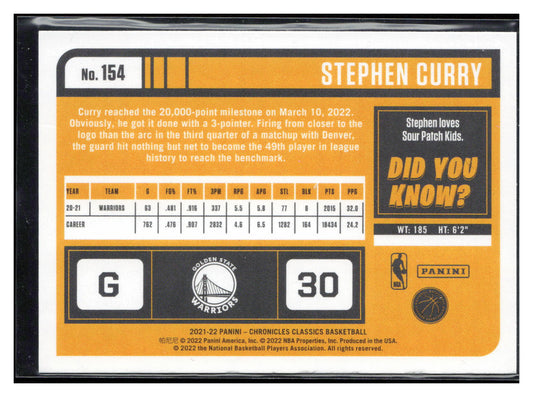 No. 154
STEPHEN CURRY
Curry reached the 20,000-point milestone on March 10, 2022.
Obviously, he got it done with a 3-pointer. Firing from closer to the
logo than the arc in the third quarter of a matchup with Denver,
the guard hit nothing but net to become the 49th player in league
history to reach the benchmark.
Stephen loves
Sour Patch Kids.
DID YOU
KNOW?
WT: 185 HT: 6'2"
YEAR TEAM G FG% FT% 3PM RPG APG STL BLK PTS PPG
20-21 WARRIORS 63 .481 .916 337 5.5 5.8 77 8 2015 32.0
CAREER 762 .476 .907 2832 4.6 6.5 1282 164 18434 24.2
G
GOLDEN STATE
WARRIORS
30
NBA
PANINI
2021-22 PANINI - CHRONICLES CLASSICS BASKETBALL
帕尼尼 © 2022 Panini America, Inc. © 2022 NBA Properties, Inc. Produced in the USA.
© 2022 the National Basketball Players Association. All rights reserved.